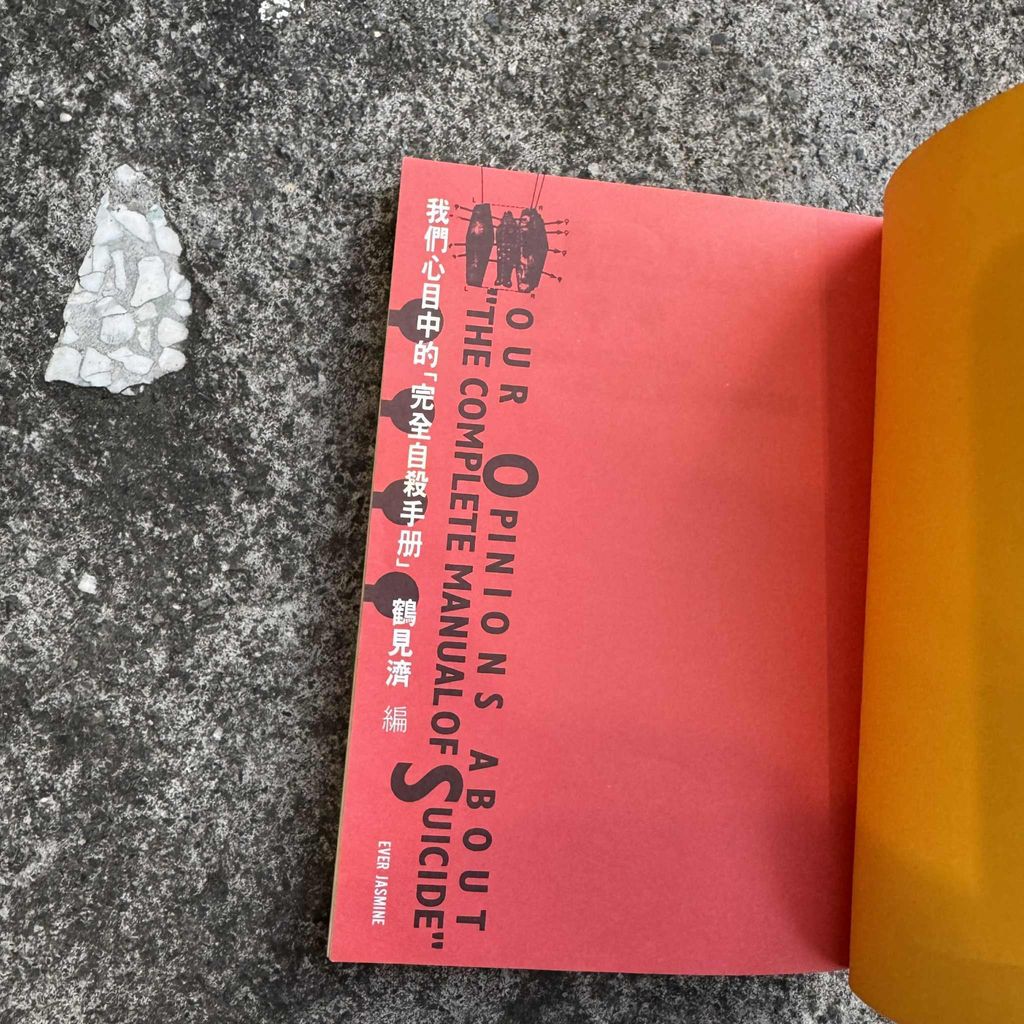 我們心目中的「完全自殺手册」 鶴見濟 編
OUR OPINIONS ABOUT
"THE COMPLETE MANUAL OF SUICIDE"
EVER JASMINE